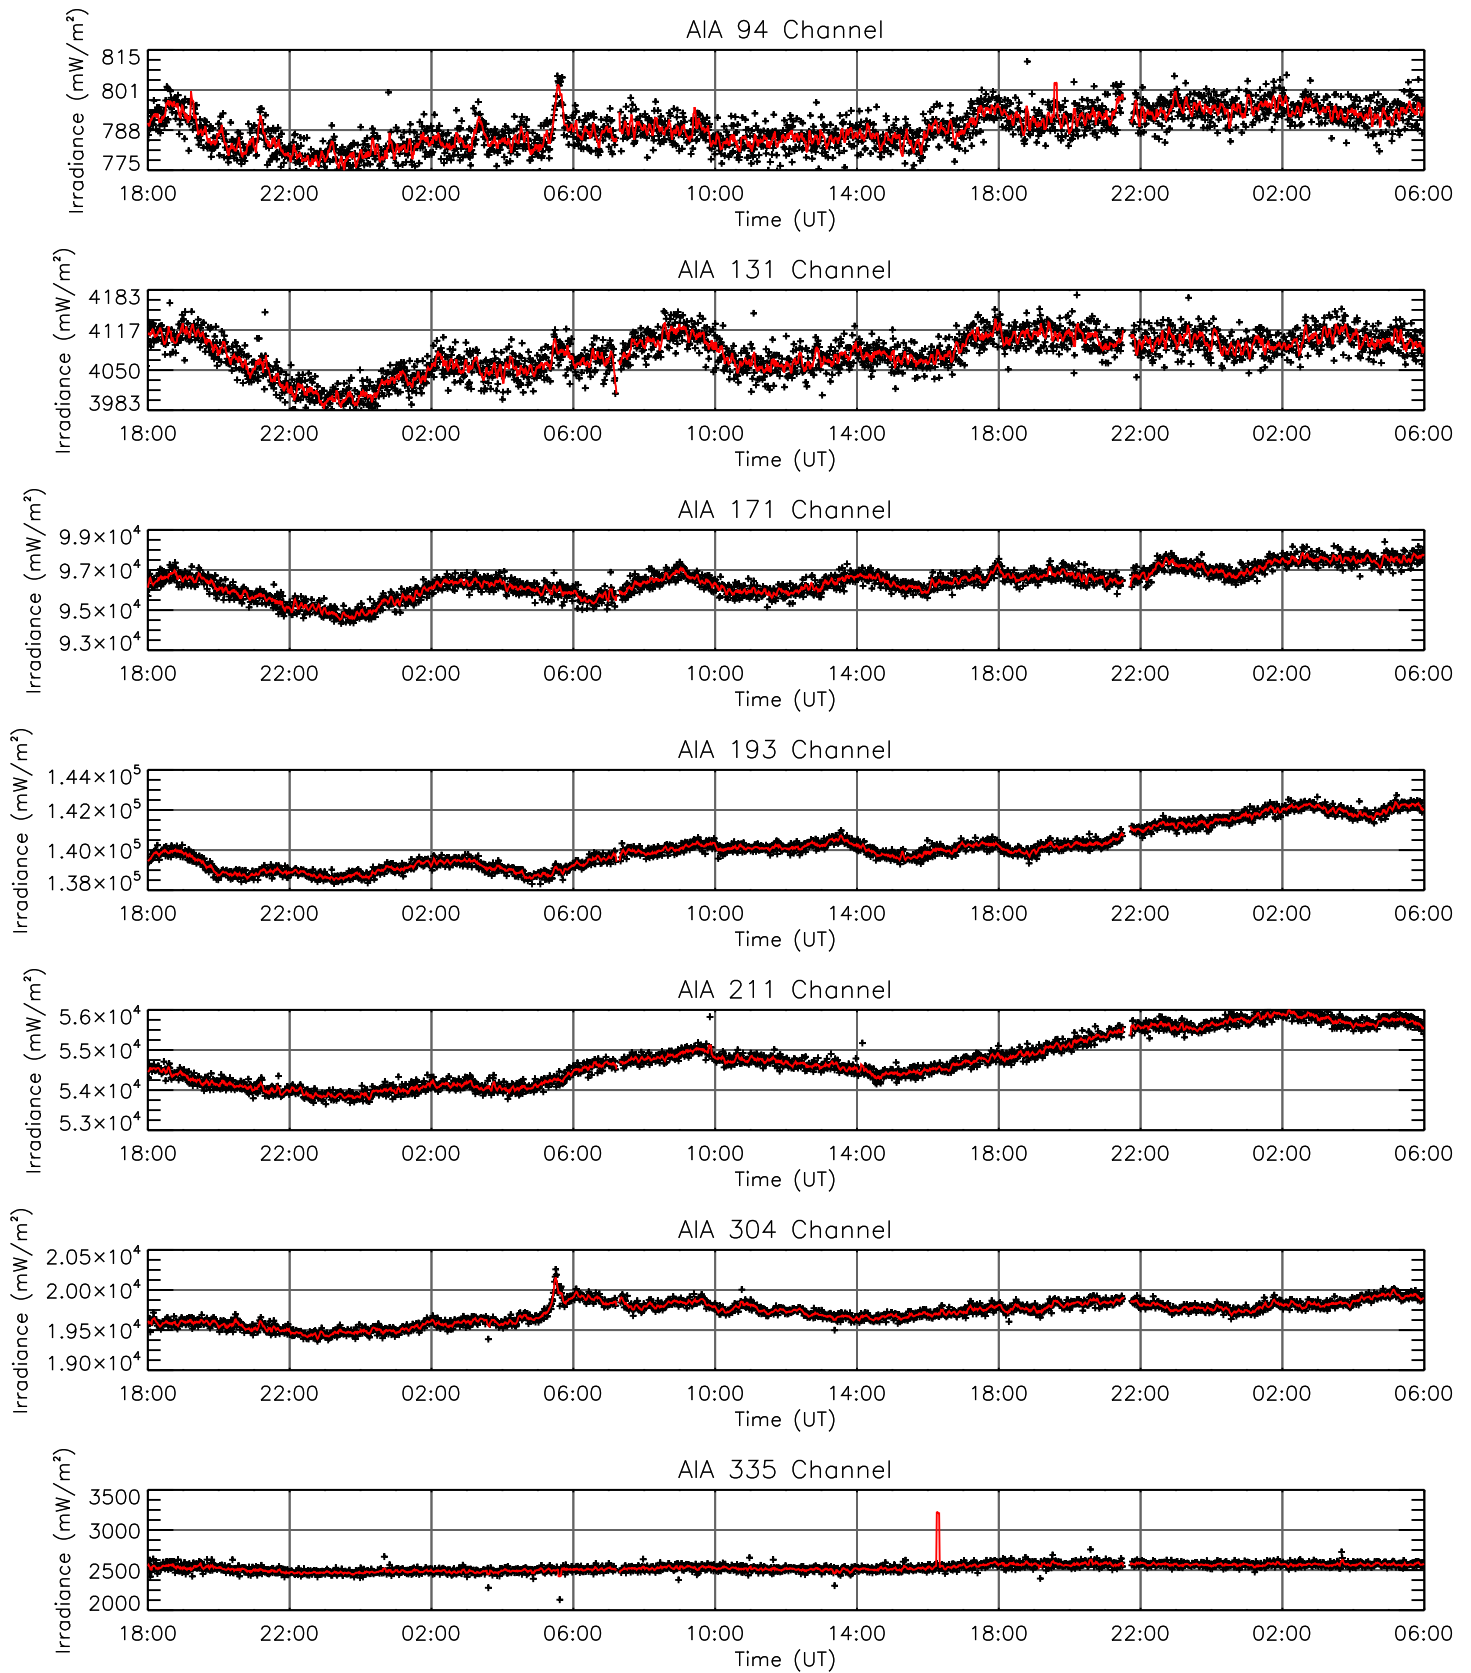 AIA 94 Channel
Irradiance (mW/m²)
815
801
788
775
18:00 22:00 02:00 06:00 10:00 14:00 18:00 22:00 02:00 06:00
Time (UT)
AIA 131 Channel
Irradiance (mW/m²)
4183
4117
4050
3983
18:00 22:00 02:00 06:00 10:00 14:00 18:00 22:00 02:00 06:00
Time (UT)
AIA 171 Channel
Irradiance (mW/m²)
9.9×10⁴
9.7×10⁴
9.5×10⁴
9.3×10⁴
18:00 22:00 02:00 06:00 10:00 14:00 18:00 22:00 02:00 06:00
Time (UT)
AIA 193 Channel
Irradiance (mW/m²)
1.44×10⁵
1.42×10⁵
1.40×10⁵
1.38×10⁵
18:00 22:00 02:00 06:00 10:00 14:00 18:00 22:00 02:00 06:00
Time (UT)
AIA 211 Channel
Irradiance (mW/m²)
5.6×10⁴
5.5×10⁴
5.4×10⁴
5.3×10⁴
18:00 22:00 02:00 06:00 10:00 14:00 18:00 22:00 02:00 06:00
Time (UT)
AIA 304 Channel
Irradiance (mW/m²)
2.05×10⁴
2.00×10⁴
1.95×10⁴
1.90×10⁴
18:00 22:00 02:00 06:00 10:00 14:00 18:00 22:00 02:00 06:00
Time (UT)
AIA 335 Channel
Irradiance (mW/m²)
3500
3000
2500
2000
18:00 22:00 02:00 06:00 10:00 14:00 18:00 22:00 02:00 06:00
Time (UT)